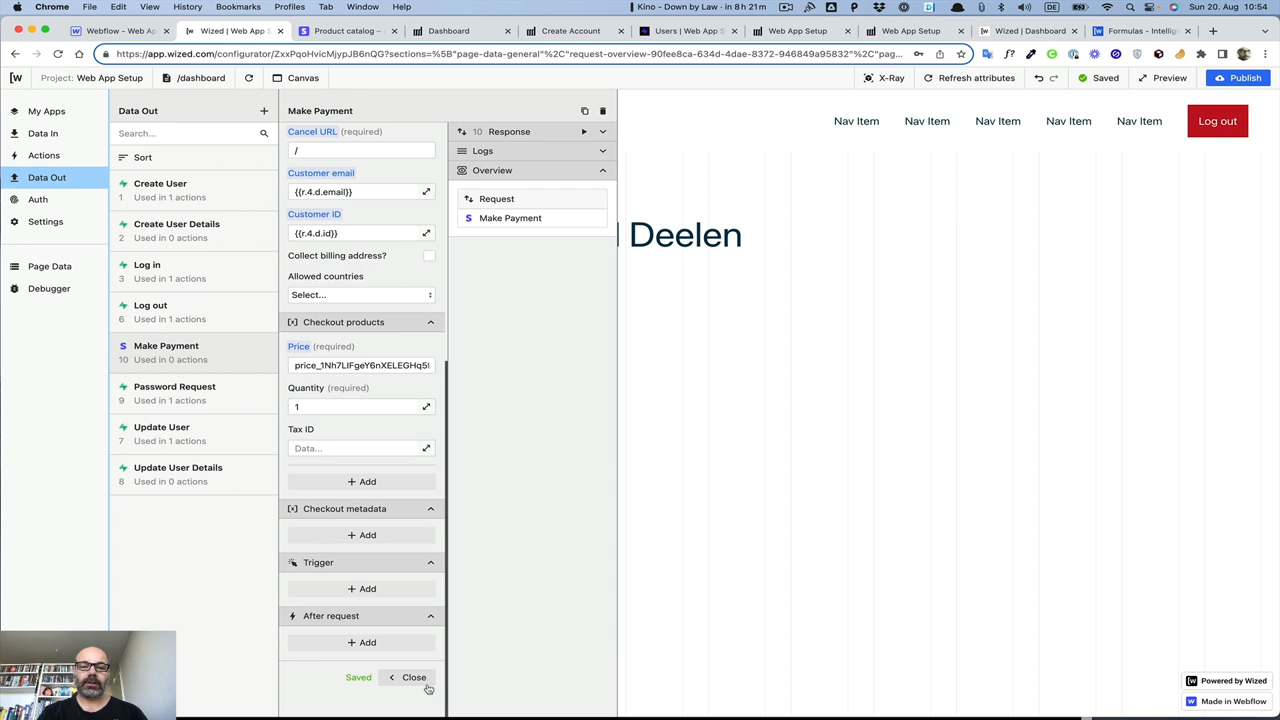 Chrome File Edit View History Bookmarks Profiles Tab Window Help
Kino – Down by Law • in 8 h 21 m
Sun 20. Aug 10:54
Webflow - Web A
Wized | Web App S
Product catalog –
Dashboard
Create Account
Users | Web App S
Web App Setup
Web App Setup
Wized | Dashboard
Formulas - Intellig
https://app.wized.com/configurator/ZxxPqoHvicMjypJB6nQG?sections=%5B"page-data-general"%2C"request-overview-90fee8ca-634d-4dae-8372-946849a95832"%2C"pag...
[w Project: Web App Setup /dashboard Canvas X-Ray Refresh attributes Saved Preview Publish
My Apps
Data In
Actions
Data Out
Auth
Settings
Page Data
Debugger
Data Out
Search...
Sort
Create User
1 Used in 1 actions
Create User Details
2 Used in 0 actions
Log in
3 Used in 1 actions
Log out
6 Used in 1 actions
Make Payment
10 Used in 0 actions
Password Request
9 Used in 1 actions
Update User
7 Used in 1 actions
Update User Details
8 Used in 0 actions
Make Payment
Cancel URL (required)
/
Customer email
{{r.4.d.email}}
Customer ID
{{r.4.d.id}}
Collect billing address?
Allowed countries
Select...
Checkout products
Price (required)
Quantity (required)
1
Tax ID
Data...
+ Add
Checkout metadata
+ Add
Trigger
+ Add
After request
+ Add
Saved Close
10 Response
Logs
Overview
Request
Make Payment
Nav Item Nav Item Nav Item Nav Item Nav Item Log out
Deelen
Powered by Wized
Made in Webflow